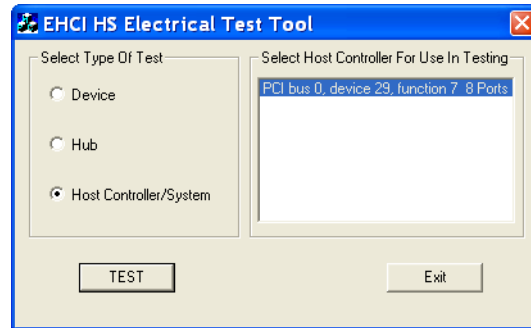 EHCI HS Electrical Test Tool
Select Type Of Test
Device
Hub
Host Controller/System
Select Host Controller For Use In Testing
PCI bus 0, device 29, function 7 8 Ports
TEST
Exit